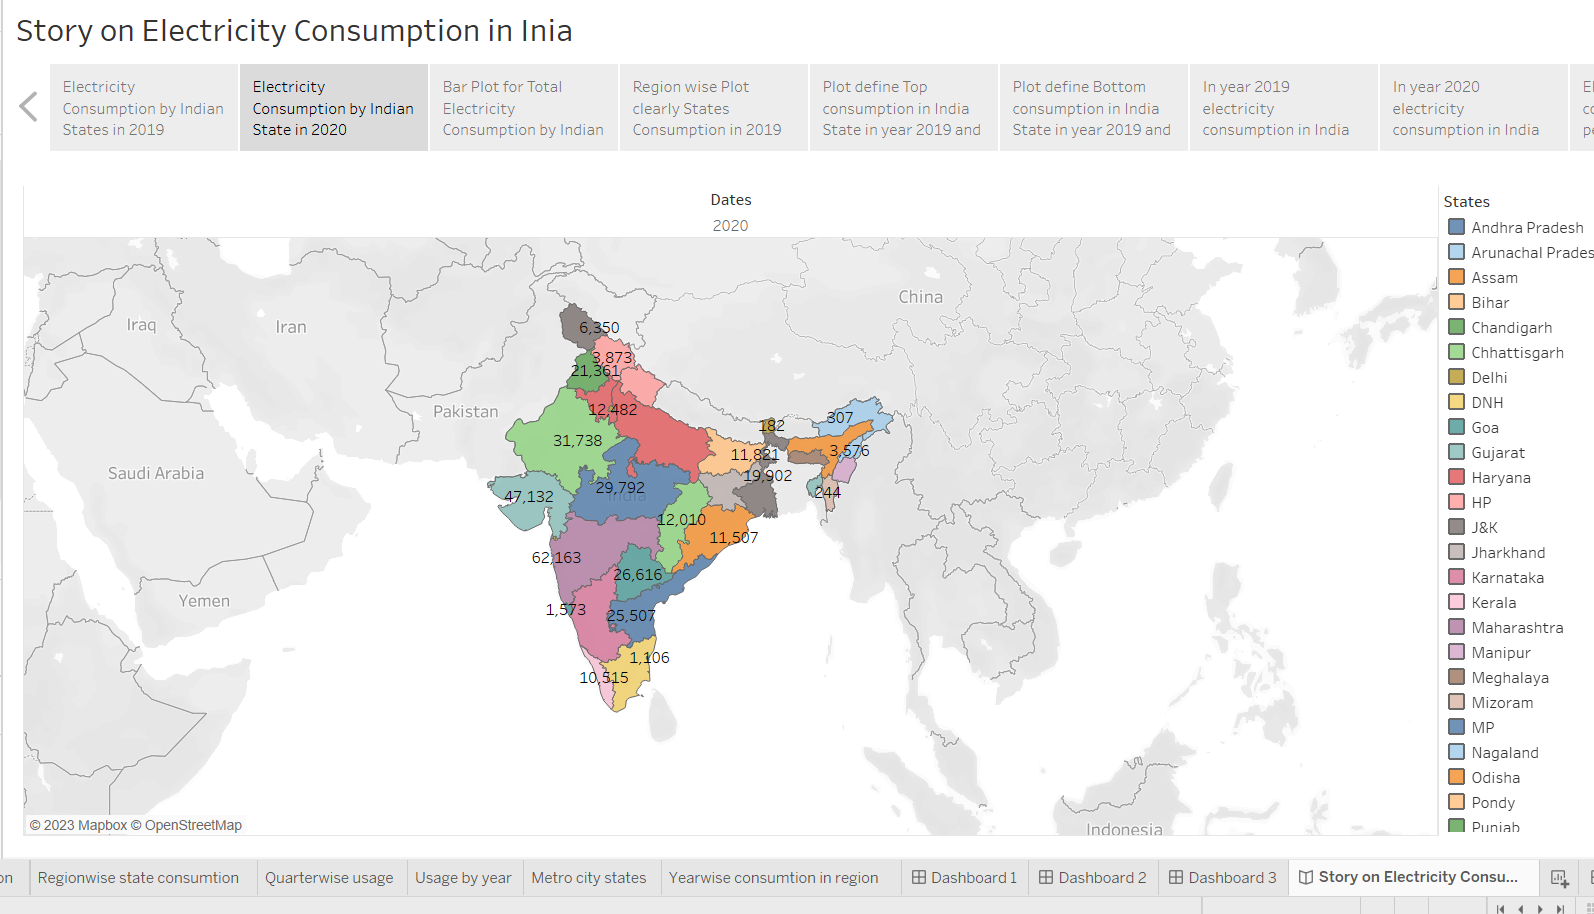 Story on Electricity Consumption in Inia
Electricity
Consumption by Indian
States in 2019
Electricity
Consumption by Indian
State in 2020
Bar Plot for Total
Electricity
Consumption by Indian
Region wise Plot
clearly States
Consumption in 2019
Plot define Top
consumption in India
State in year 2019 and
Plot define Bottom
consumption in India
State in year 2019 and
In year 2019
electricity
consumption in India
In year 2020
electricity
consumption in India
Dates
2020
China
Iraq
Iran
Pakistan
Saudi Arabia
Yemen
India
Indonesia
6,350
3,873
21,361
12,482
31,738
307
182
11,821
3,576
19,902
244
29,792
47,132
12,010
11,507
62,163
26,616
1,573
25,507
1,106
10,515
© 2023 Mapbox © OpenStreetMap
States
Andhra Pradesh
Arunachal Prades
Assam
Bihar
Chandigarh
Chhattisgarh
Delhi
DNH
Goa
Gujarat
Haryana
HP
J&K
Jharkhand
Karnataka
Kerala
Maharashtra
Manipur
Meghalaya
Mizoram
MP
Nagaland
Odisha
Pondy
Punjab
on
Regionwise state consumtion
Quarterwise usage
Usage by year
Metro city states
Yearwise consumtion in region
Dashboard 1
Dashboard 2
Dashboard 3
Story on Electricity Consu...